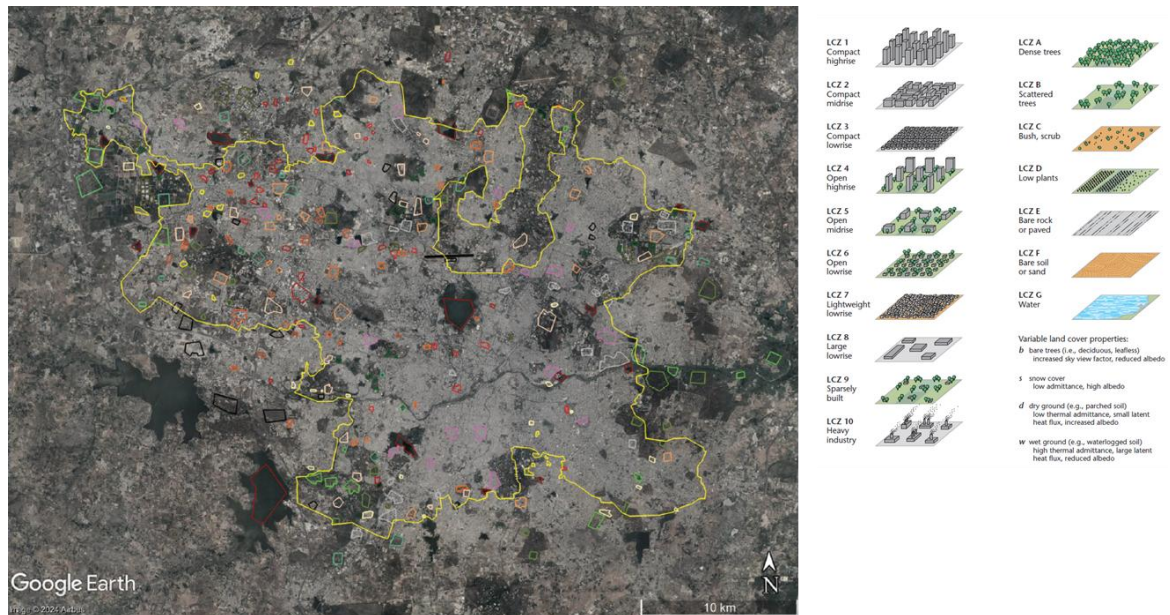 Google Earth
Image © 2024 Airbus
N
10 km
LCZ 1
Compact
highrise
LCZ 2
Compact
midrise
LCZ 3
Compact
lowrise
LCZ 4
Open
highrise
LCZ 5
Open
midrise
LCZ 6
Open
lowrise
LCZ 7
Lightweight
lowrise
LCZ 8
Large
lowrise
LCZ 9
Sparsely
built
LCZ 10
Heavy
industry
LCZ A
Dense trees
LCZ B
Scattered
trees
LCZ C
Bush, scrub
LCZ D
Low plants
LCZ E
Bare rock
or paved
LCZ F
Bare soil
or sand
LCZ G
Water
Variable land cover properties:
b bare trees (i.e., deciduous, leafless)
increased sky view factor, reduced albedo
s snow cover
low admittance, high albedo
d dry ground (e.g., parched soil)
low thermal admittance, small latent
heat flux, increased albedo
w wet ground (e.g., waterlogged soil)
high thermal admittance, large latent
heat flux, reduced albedo